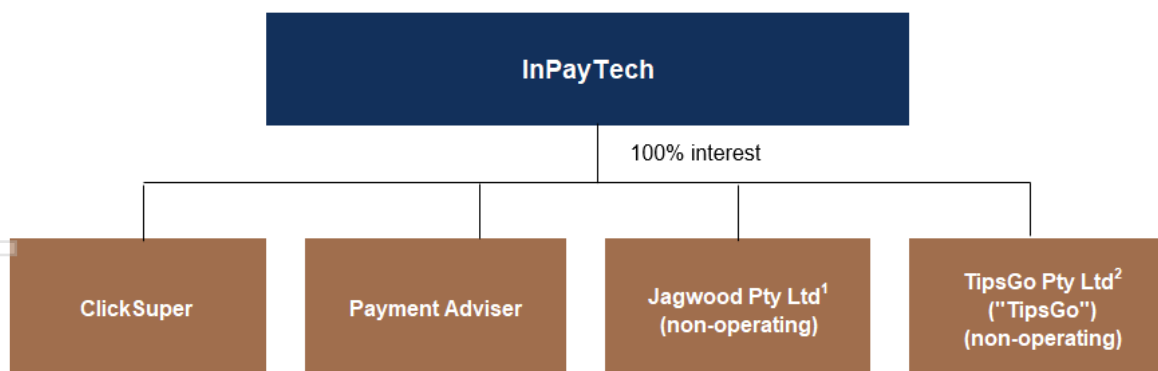 InPayTech
100% interest
ClickSuper
Payment Adviser
Jagwood Pty Ltd¹
(non-operating)
TipsGo Pty Ltd²
("TipsGo")
(non-operating)